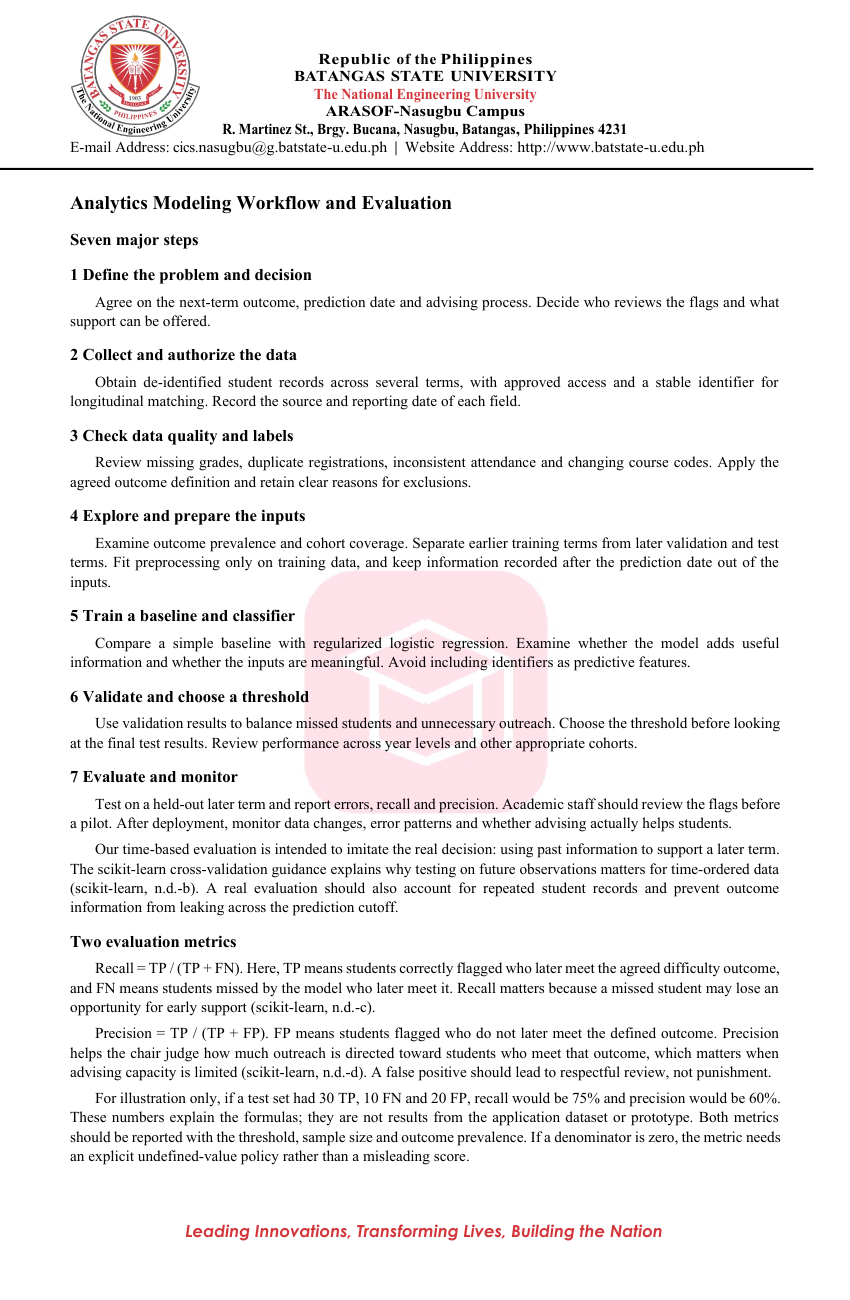 BATANGAS STATE UNIVERSITY
The National Engineering University
1903
PHILIPPINES
Republic of the Philippines
BATANGAS STATE UNIVERSITY
The National Engineering University
ARASOF-Nasugbu Campus
R. Martinez St., Brgy. Bucana, Nasugbu, Batangas, Philippines 4231
E-mail Address: cics.nasugbu@g.batstate-u.edu.ph | Website Address: http://www.batstate-u.edu.ph
Analytics Modeling Workflow and Evaluation
Seven major steps
1 Define the problem and decision
Agree on the next-term outcome, prediction date and advising process. Decide who reviews the flags and what
support can be offered.
2 Collect and authorize the data
Obtain de-identified student records across several terms, with approved access and a stable identifier for
longitudinal matching. Record the source and reporting date of each field.
3 Check data quality and labels
Review missing grades, duplicate registrations, inconsistent attendance and changing course codes. Apply the
agreed outcome definition and retain clear reasons for exclusions.
4 Explore and prepare the inputs
Examine outcome prevalence and cohort coverage. Separate earlier training terms from later validation and test
terms. Fit preprocessing only on training data, and keep information recorded after the prediction date out of the
inputs.
5 Train a baseline and classifier
Compare a simple baseline with regularized logistic regression. Examine whether the model adds useful
information and whether the inputs are meaningful. Avoid including identifiers as predictive features.
6 Validate and choose a threshold
Use validation results to balance missed students and unnecessary outreach. Choose the threshold before looking
at the final test results. Review performance across year levels and other appropriate cohorts.
7 Evaluate and monitor
Test on a held-out later term and report errors, recall and precision. Academic staff should review the flags before
a pilot. After deployment, monitor data changes, error patterns and whether advising actually helps students.
Our time-based evaluation is intended to imitate the real decision: using past information to support a later term.
The scikit-learn cross-validation guidance explains why testing on future observations matters for time-ordered data
(scikit-learn, n.d.-b). A real evaluation should also account for repeated student records and prevent outcome
information from leaking across the prediction cutoff.
Two evaluation metrics
Recall = TP / (TP + FN). Here, TP means students correctly flagged who later meet the agreed difficulty outcome,
and FN means students missed by the model who later meet it. Recall matters because a missed student may lose an
opportunity for early support (scikit-learn, n.d.-c).
Precision = TP / (TP + FP). FP means students flagged who do not later meet the defined outcome. Precision
helps the chair judge how much outreach is directed toward students who meet that outcome, which matters when
advising capacity is limited (scikit-learn, n.d.-d). A false positive should lead to respectful review, not punishment.
For illustration only, if a test set had 30 TP, 10 FN and 20 FP, recall would be 75% and precision would be 60%.
These numbers explain the formulas; they are not results from the application dataset or prototype. Both metrics
should be reported with the threshold, sample size and outcome prevalence. If a denominator is zero, the metric needs
an explicit undefined-value policy rather than a misleading score.
Leading Innovations, Transforming Lives, Building the Nation